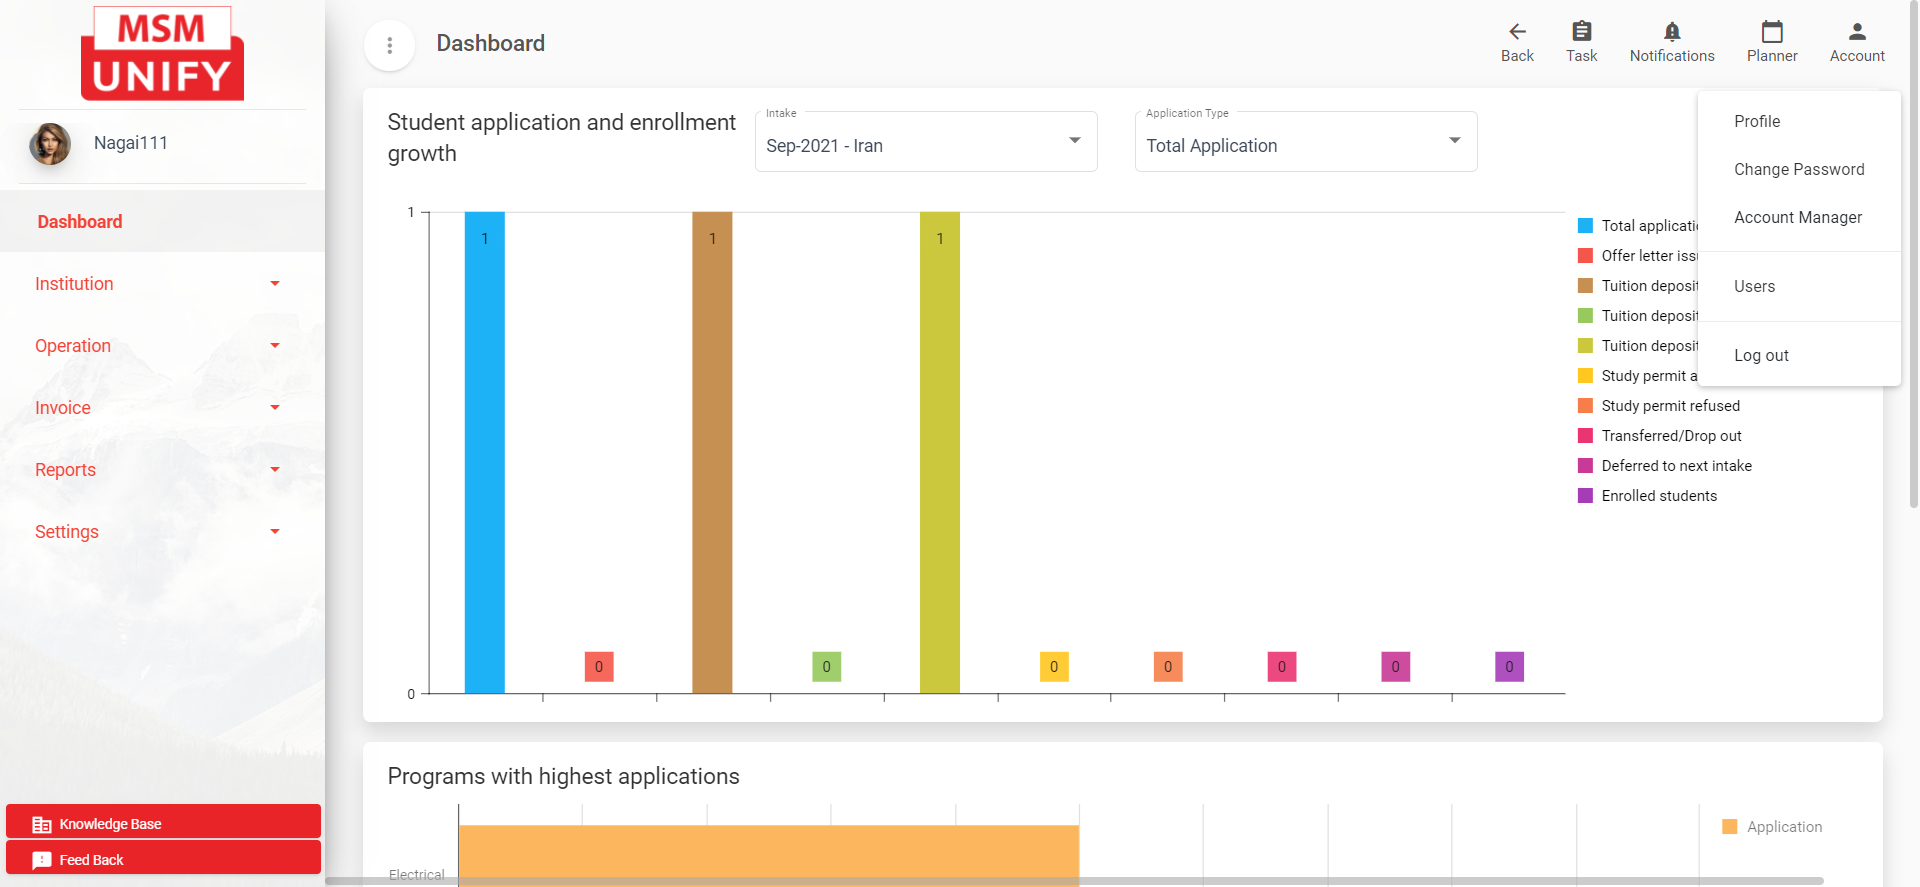 MSM
UNIFY
Nagai111
Dashboard
Institution
Operation
Invoice
Reports
Settings
Knowledge Base
Feed Back
Dashboard
Back
Task
Notifications
Planner
Account
Profile
Change Password
Account Manager
Users
Log out
Student application and enrollment
growth
Intake
Sep-2021 - Iran
Application Type
Total Application
1
0
1
0
1
0
1
0
0
0
0
0
Total
Offer letter
Tuition deposit
Tuition deposit
Tuition deposit
Study permit
Study permit refused
Transferred/Drop out
Deferred to next intake
Enrolled students
Programs with highest applications
Electrical
Application